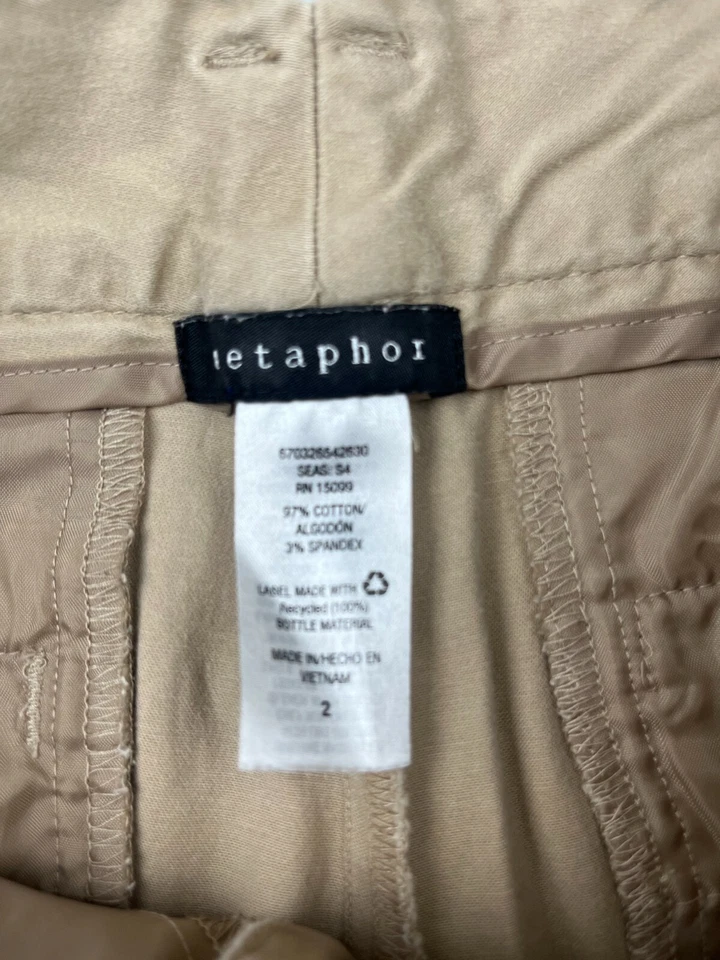 etaphor
670326542630
SEAS: S4
RN 15099
97% COTTON/
ALGODÓN
3% SPANDEX
LABEL MADE WITH
Recycled (100%)
BOTTLE MATERIAL
MADE IN/HECHO EN
VIETNAM
2